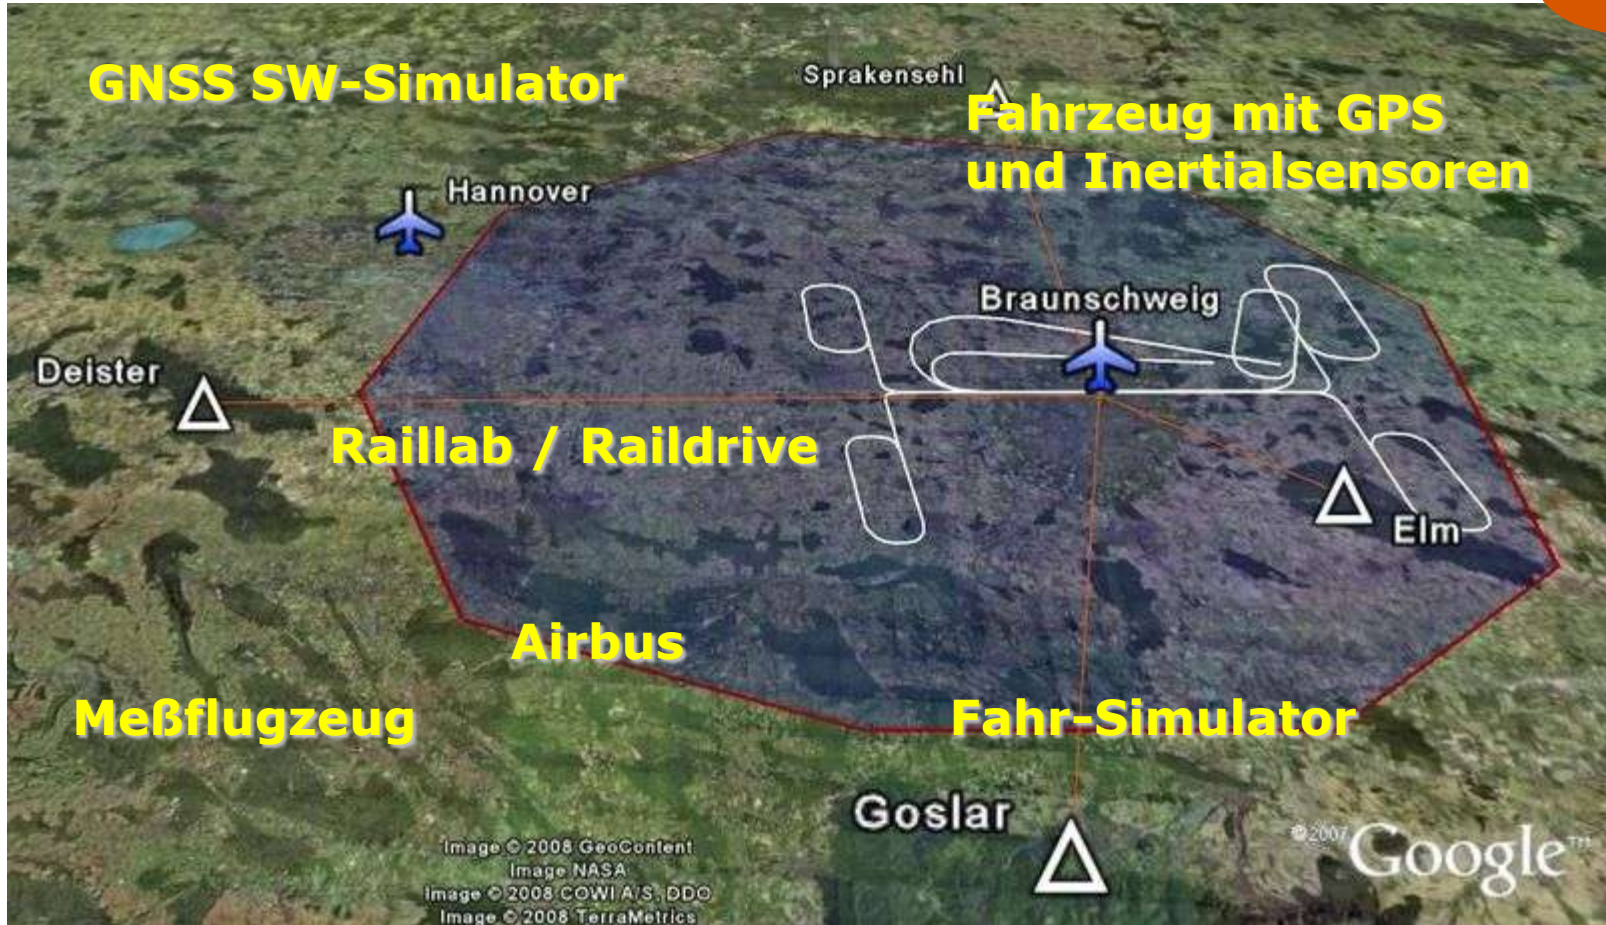 GNSS SW-Simulator
Sprakensehl
Fahrzeug mit GPS
und Inertialsensoren
Hannover
Braunschweig
Deister
Raillab / Raildrive
Elm
Airbus
Meßflugzeug
Fahr-Simulator
Goslar
©2007 Google™
Image © 2008 GeoContent
Image NASA
Image © 2008 COWI A/S, DDO
Image © 2008 TerraMetrics